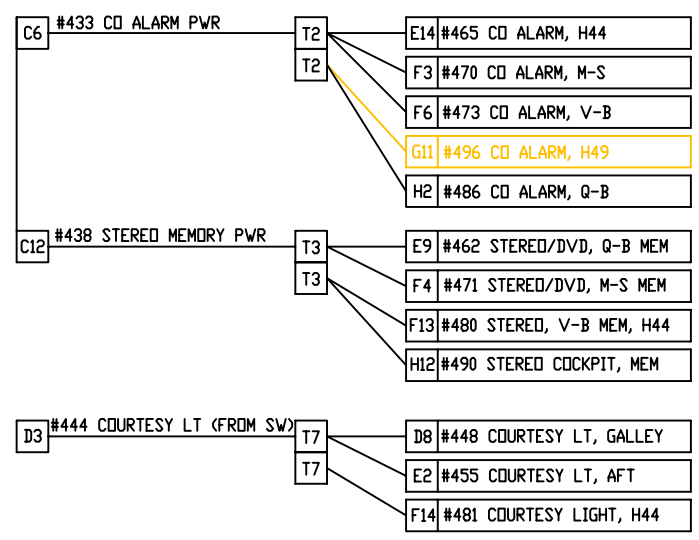 C6 #433 CO ALARM PWR T2 E14 #465 CO ALARM, H44
T2
F3 #470 CO ALARM, M-S
F6 #473 CO ALARM, V-B
G11 #496 CO ALARM, H49
H2 #486 CO ALARM, Q-B
C12 #438 STEREO MEMORY PWR T3 E9 #462 STEREO/DVD, Q-B MEM
T3 F4 #471 STEREO/DVD, M-S MEM
F13 #480 STEREO, V-B MEM, H44
H12 #490 STEREO COCKPIT, MEM
D3 #444 COURTESY LT (FROM SW) T7 D8 #448 COURTESY LT, GALLEY
T7 E2 #455 COURTESY LT, AFT
F14 #481 COURTESY LIGHT, H44